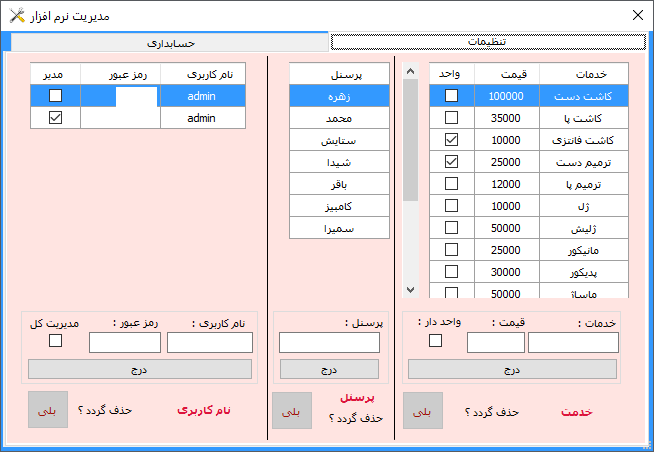 مدیریت نرم افزار
تنظیمات
حسابداری
خدمات قیمت واحد
کاشت دست 100000
کاشت پا 35000
کاشت فانتزی 10000
ترمیم دست 25000
ترمیم پا 12000
ژل 10000
ژلیش 50000
مانیکور 25000
پدیکور 30000
ماساژ 50000
خدمات : قیمت : واحد دار :
درج
خدمت حذف گردد ؟ بلی
پرسنل
زهره
محمد
ستایش
شیدا
باقر
کامبیز
سمیرا
پرسنل :
درج
پرسنل
حذف گردد ؟ بلی
نام کاربری رمز عبور مدیر
admin
admin
نام کاربری : رمز عبور : مدیریت کل
درج
نام کاربری حذف گردد ؟ بلی